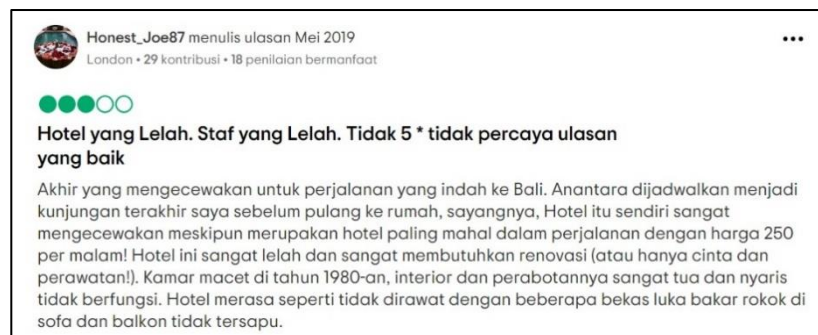 Honest_Joe87 menulis ulasan Mei 2019
London • 29 kontribusi • 18 penilaian bermanfaat
Hotel yang Lelah. Staf yang Lelah. Tidak 5 * tidak percaya ulasan
yang baik
Akhir yang mengecewakan untuk perjalanan yang indah ke Bali. Anantara dijadwalkan menjadi
kunjungan terakhir saya sebelum pulang ke rumah, sayangnya, Hotel itu sendiri sangat
mengecewakan meskipun merupakan hotel paling mahal dalam perjalanan dengan harga 250
per malam! Hotel ini sangat lelah dan sangat membutuhkan renovasi (atau hanya cinta dan
perawatan!). Kamar macet di tahun 1980-an, interior dan perabotannya sangat tua dan nyaris
tidak berfungsi. Hotel merasa seperti tidak dirawat dengan beberapa bekas luka bakar rokok di
sofa dan balkon tidak tersapu.